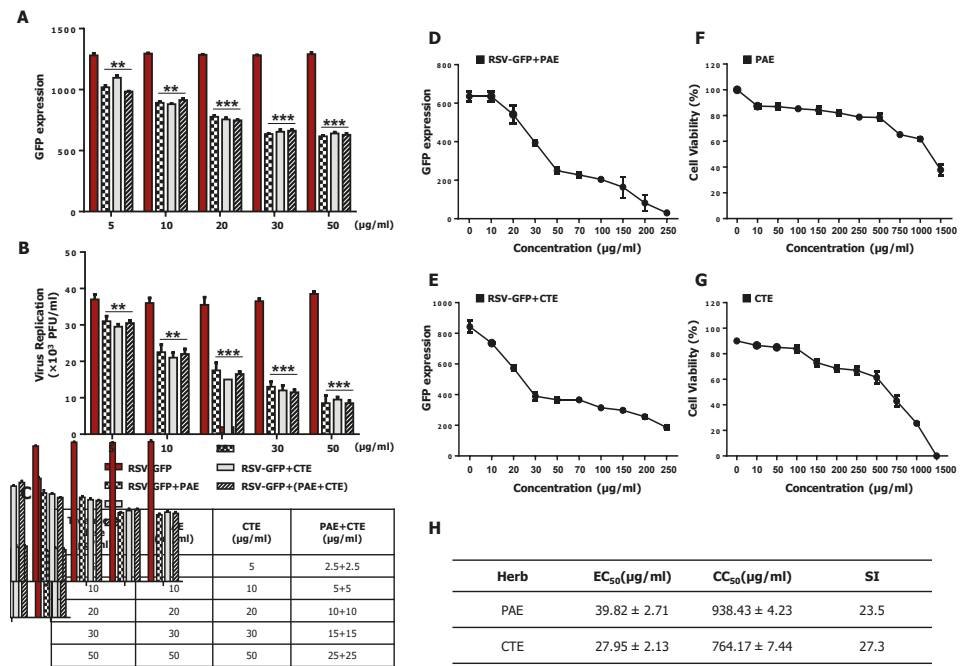 A
GFP expression
1500
1000
500
0
**
**
***
***
***
5 10 20 30 50 (µg/ml)
B
Virus Replication
(×10³ PFU/ml)
50
40
30
20
10
0
**
**
***
***
***
10 30 50 (µg/ml)
RSV-GFP
RSV-GFP+CTE
RSV-GFP+PAE
RSV-GFP+(PAE+CTE)
C
CTE PAE+CTE
(µg/ml) (µg/ml)
5 2.5+2.5
10 10 10 5+5
20 20 20 10+10
30 30 30 15+15
50 50 50 25+25
D
RSV-GFP+PAE
GFP expression
800
600
400
200
0
0 10 20 30 50 70 100 150 200 250
Concentration (µg/ml)
E
RSV-GFP+CTE
GFP expression
1000
800
600
400
200
0
0 10 20 30 50 70 100 150 200 250
Concentration (µg/ml)
F
PAE
Cell Viability (%)
120
100
80
60
40
20
0
0 10 50 100 150 200 250 500 750 1000 1500
Concentration (µg/ml)
G
CTE
Cell Viability (%)
120
100
80
60
40
20
0
0 10 50 100 150 200 250 500 750 1000 1500
Concentration (µg/ml)
H
Herb EC50(µg/ml) CC50(µg/ml) SI
PAE 39.82 ± 2.71 938.43 ± 4.23 23.5
CTE 27.95 ± 2.13 764.17 ± 7.44 27.3